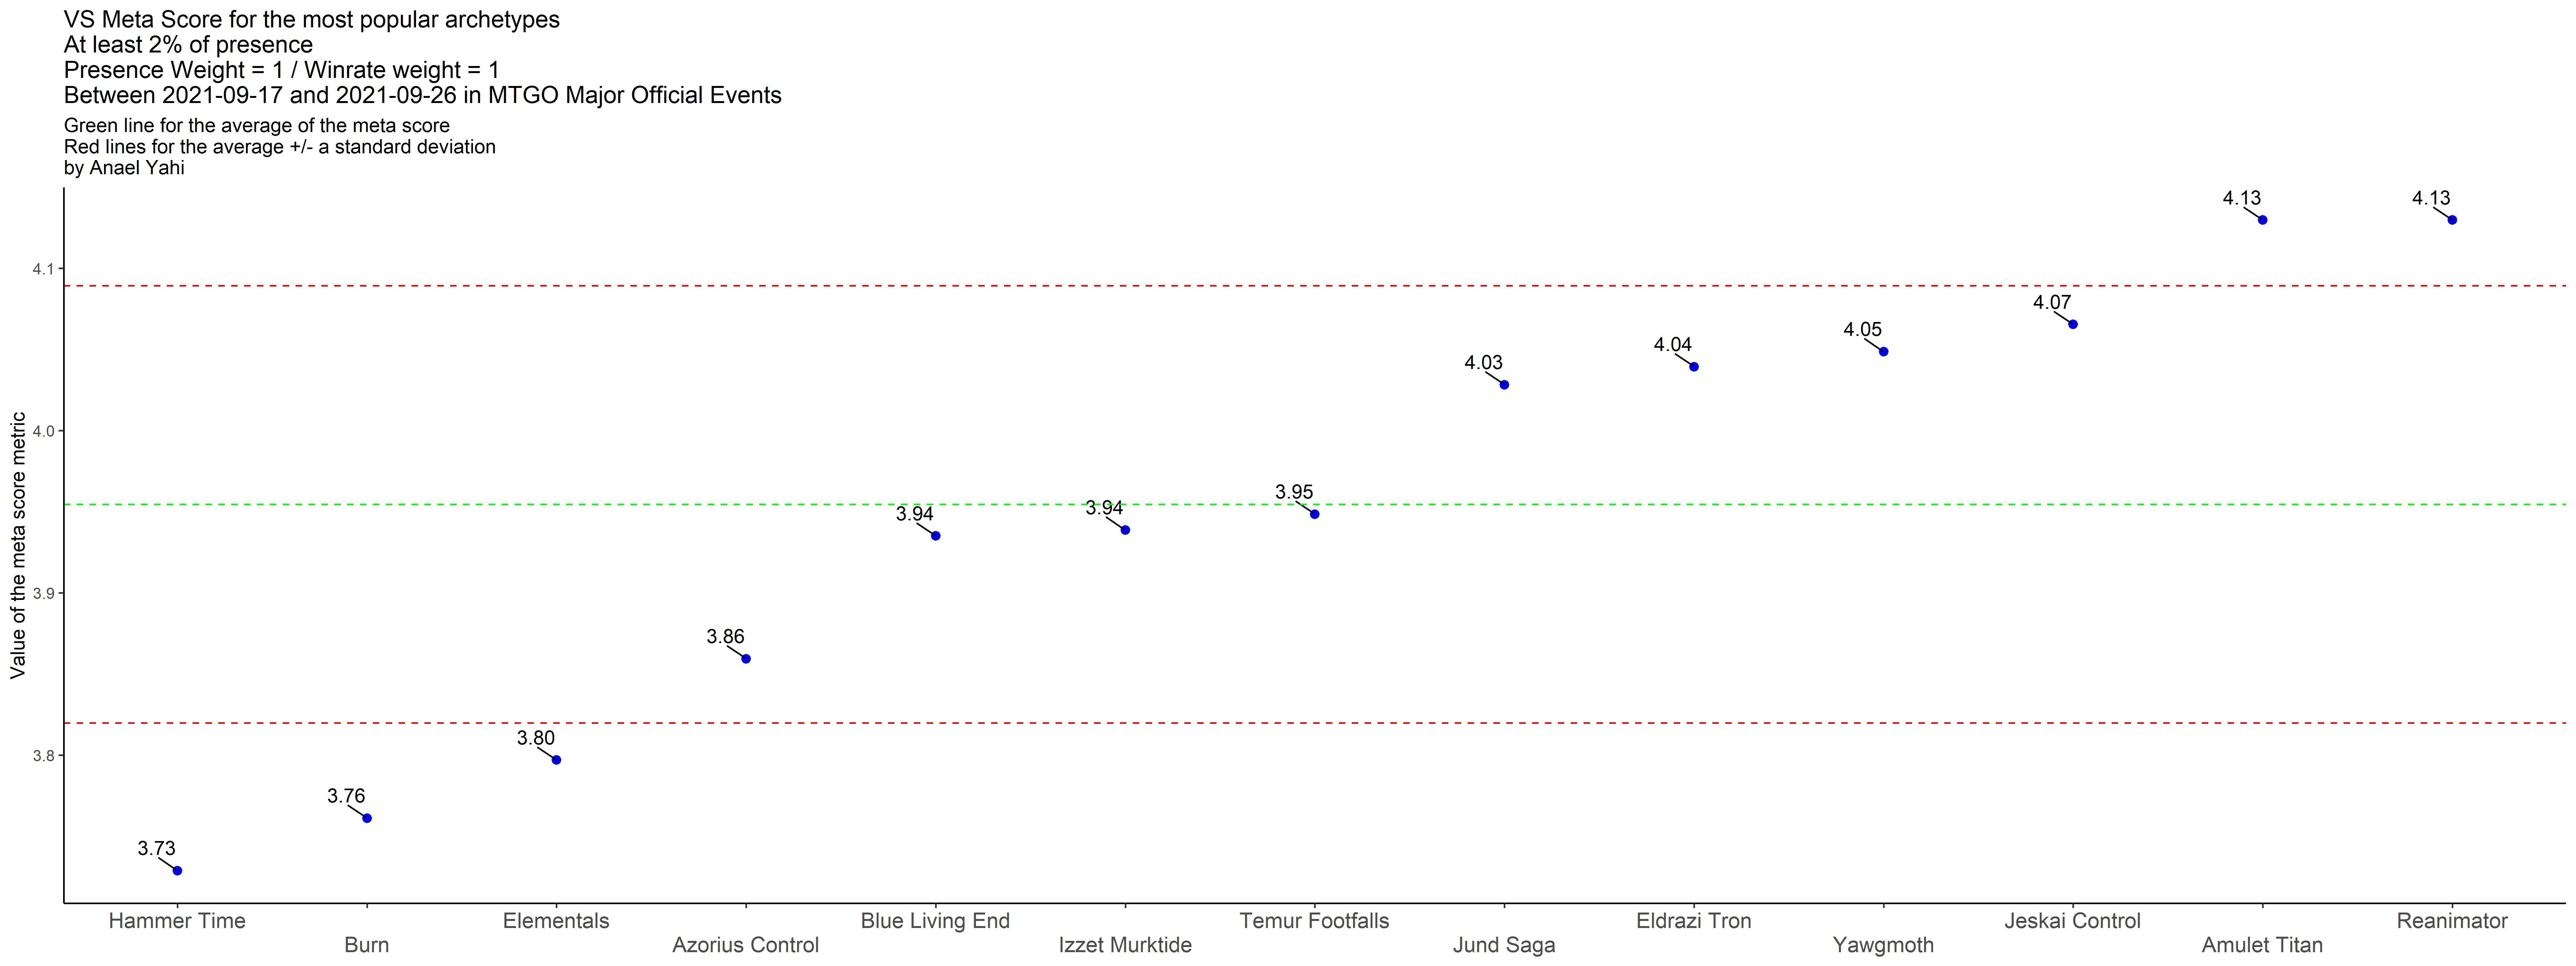 VS Meta Score for the most popular archetypes
At least 2% of presence
Presence Weight = 1 / Winrate weight = 1
Between 2021-09-17 and 2021-09-26 in MTGO Major Official Events
Green line for the average of the meta score
Red lines for the average +/- a standard deviation
by Anael Yahi
Value of the meta score metric
4.1
4.0
3.9
3.8
3.73
3.76
3.80
3.86
3.94
3.94
3.95
4.03
4.04
4.05
4.07
4.13
4.13
Hammer Time
Burn
Elementals
Azorius Control
Blue Living End
Izzet Murktide
Temur Footfalls
Jund Saga
Eldrazi Tron
Yawgmoth
Jeskai Control
Amulet Titan
Reanimator